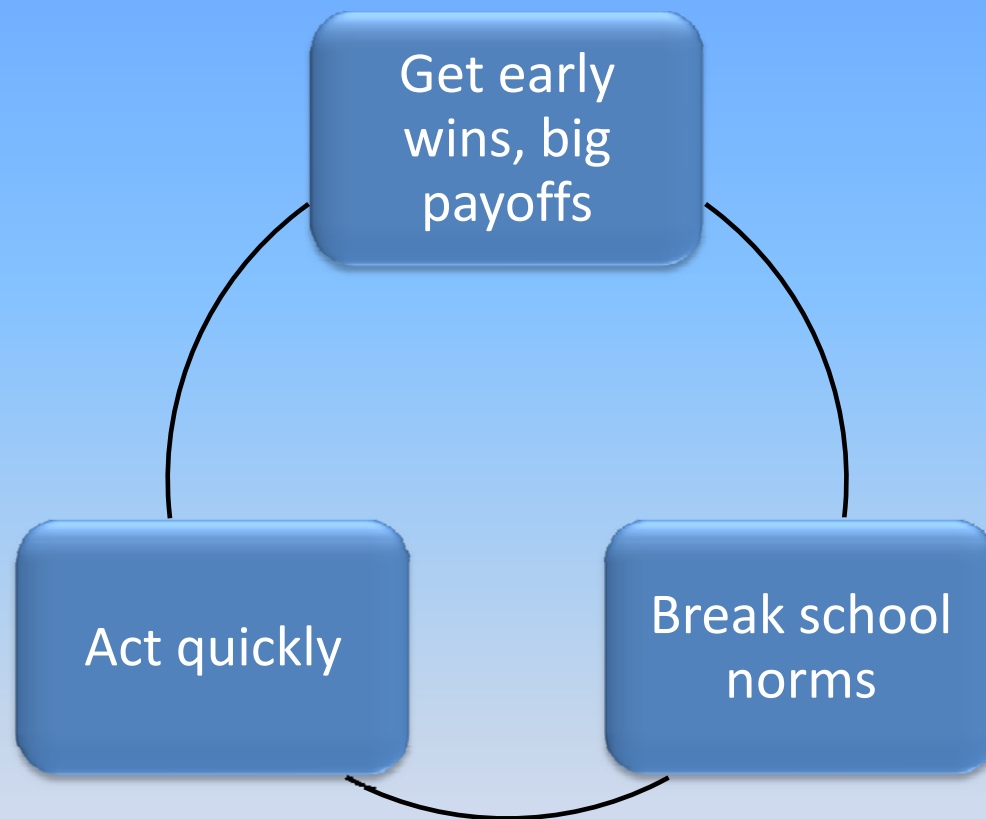 Get early
wins, big
payoffs
Act quickly
Break school
norms